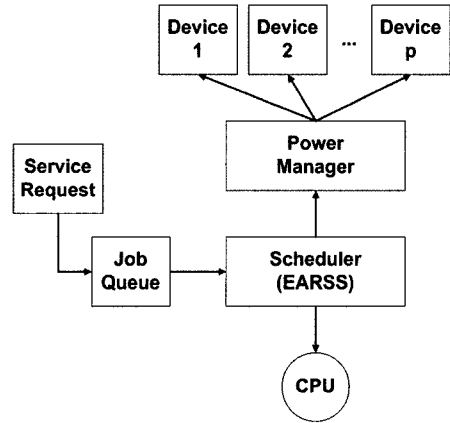 Device
1
Device
2
...
Device
p
Power
Manager
Service
Request
Job
Queue
Scheduler
(EARSS)
CPU